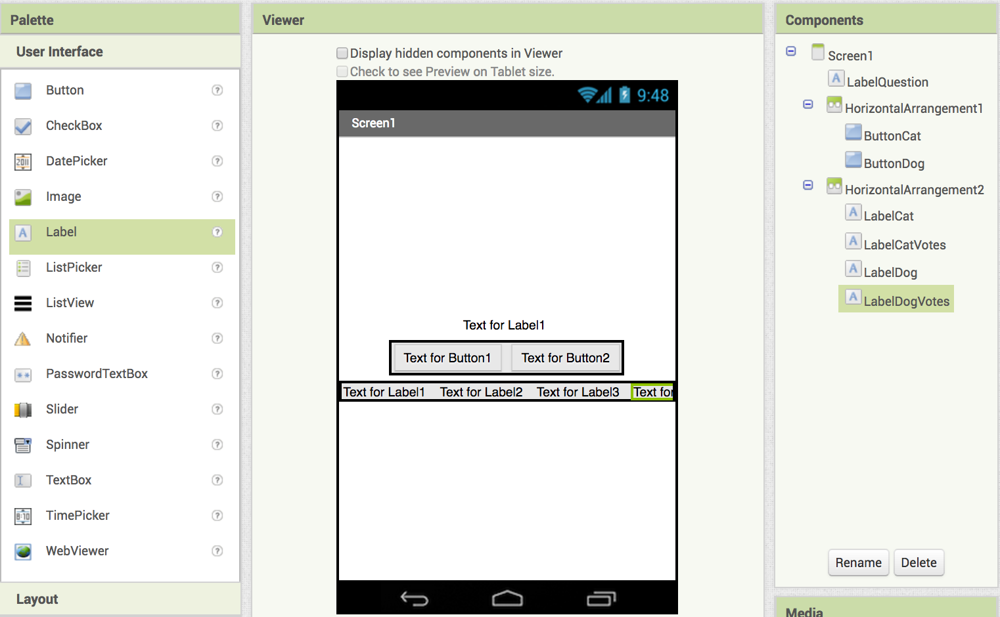 Palette
User Interface
Button
CheckBox
DatePicker
Image
Label
ListPicker
ListView
Notifier
PasswordTextBox
Slider
Spinner
TextBox
TimePicker
WebViewer
Layout
Viewer
Display hidden components in Viewer
Check to see Preview on Tablet size.
9:48
Screen1
Text for Label1
Text for Button1 Text for Button2
Text for Label1 Text for Label2 Text for Label3 Text for
Components
Screen1
LabelQuestion
HorizontalArrangement1
ButtonCat
ButtonDog
HorizontalArrangement2
LabelCat
LabelCatVotes
LabelDog
LabelDogVotes
Rename Delete
Media